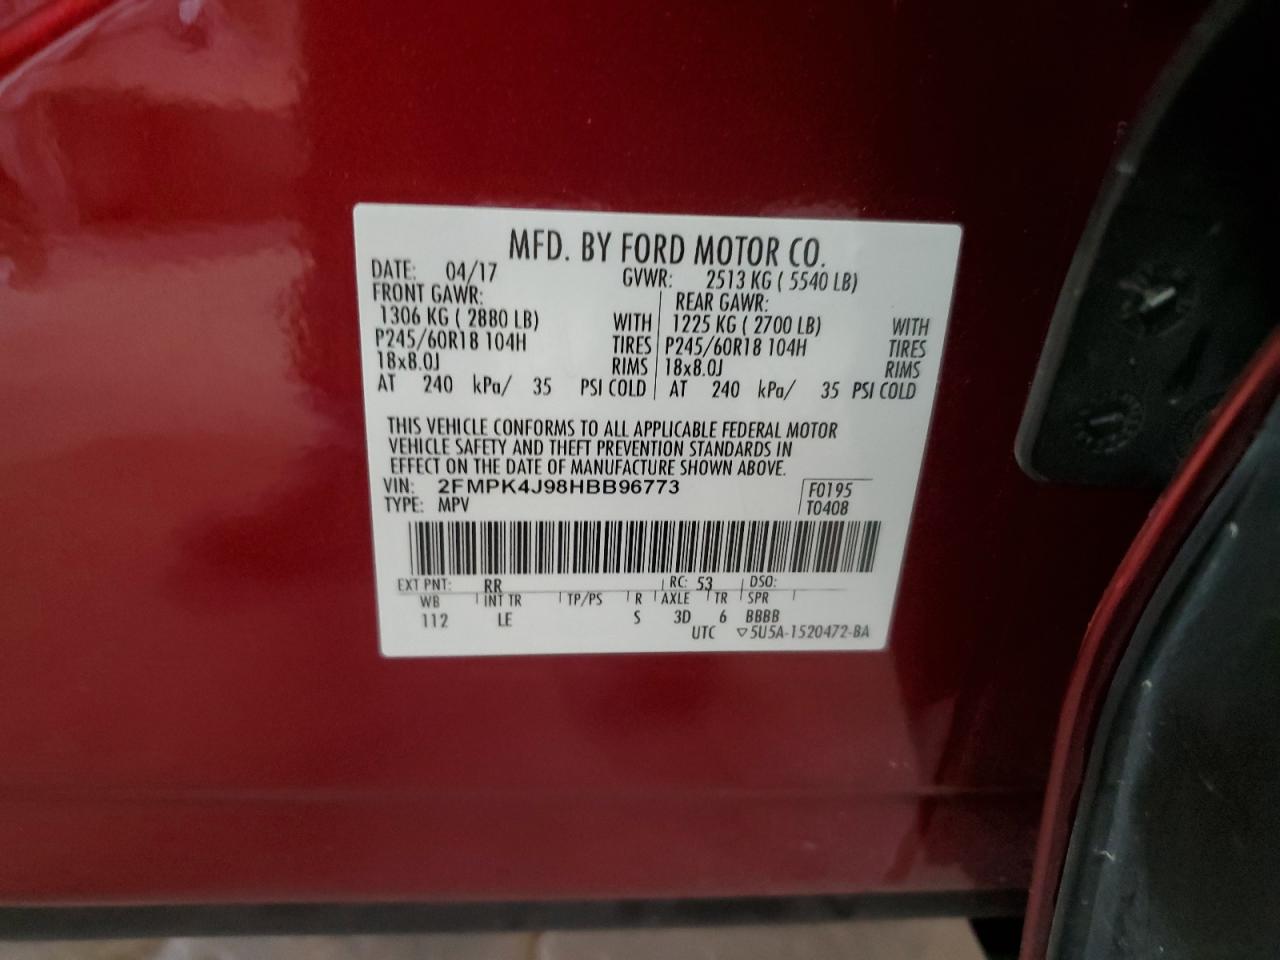 MFD. BY FORD MOTOR CO.
DATE: 04/17 GVWR: 2513 KG ( 5540 LB)
FRONT GAWR: REAR GAWR:
1306 KG ( 2880 LB) WITH 1225 KG ( 2700 LB) WITH
P245/60R18 104H TIRES P245/60R18 104H TIRES
18x8.0J RIMS 18x8.0J RIMS
AT 240 kPa/ 35 PSI COLD AT 240 kPa/ 35 PSI COLD
THIS VEHICLE CONFORMS TO ALL APPLICABLE FEDERAL MOTOR
VEHICLE SAFETY AND THEFT PREVENTION STANDARDS IN
EFFECT ON THE DATE OF MANUFACTURE SHOWN ABOVE.
VIN: 2FMPK4J98HBB96773 F0195
TYPE: MPV T0408
EXT PNT: RR RC: 53 DSO:
WB INT TR TP/PS R AXLE TR SPR
112 LE S 3D 6 BBBB
UTC ▽5U5A-1520472-BA